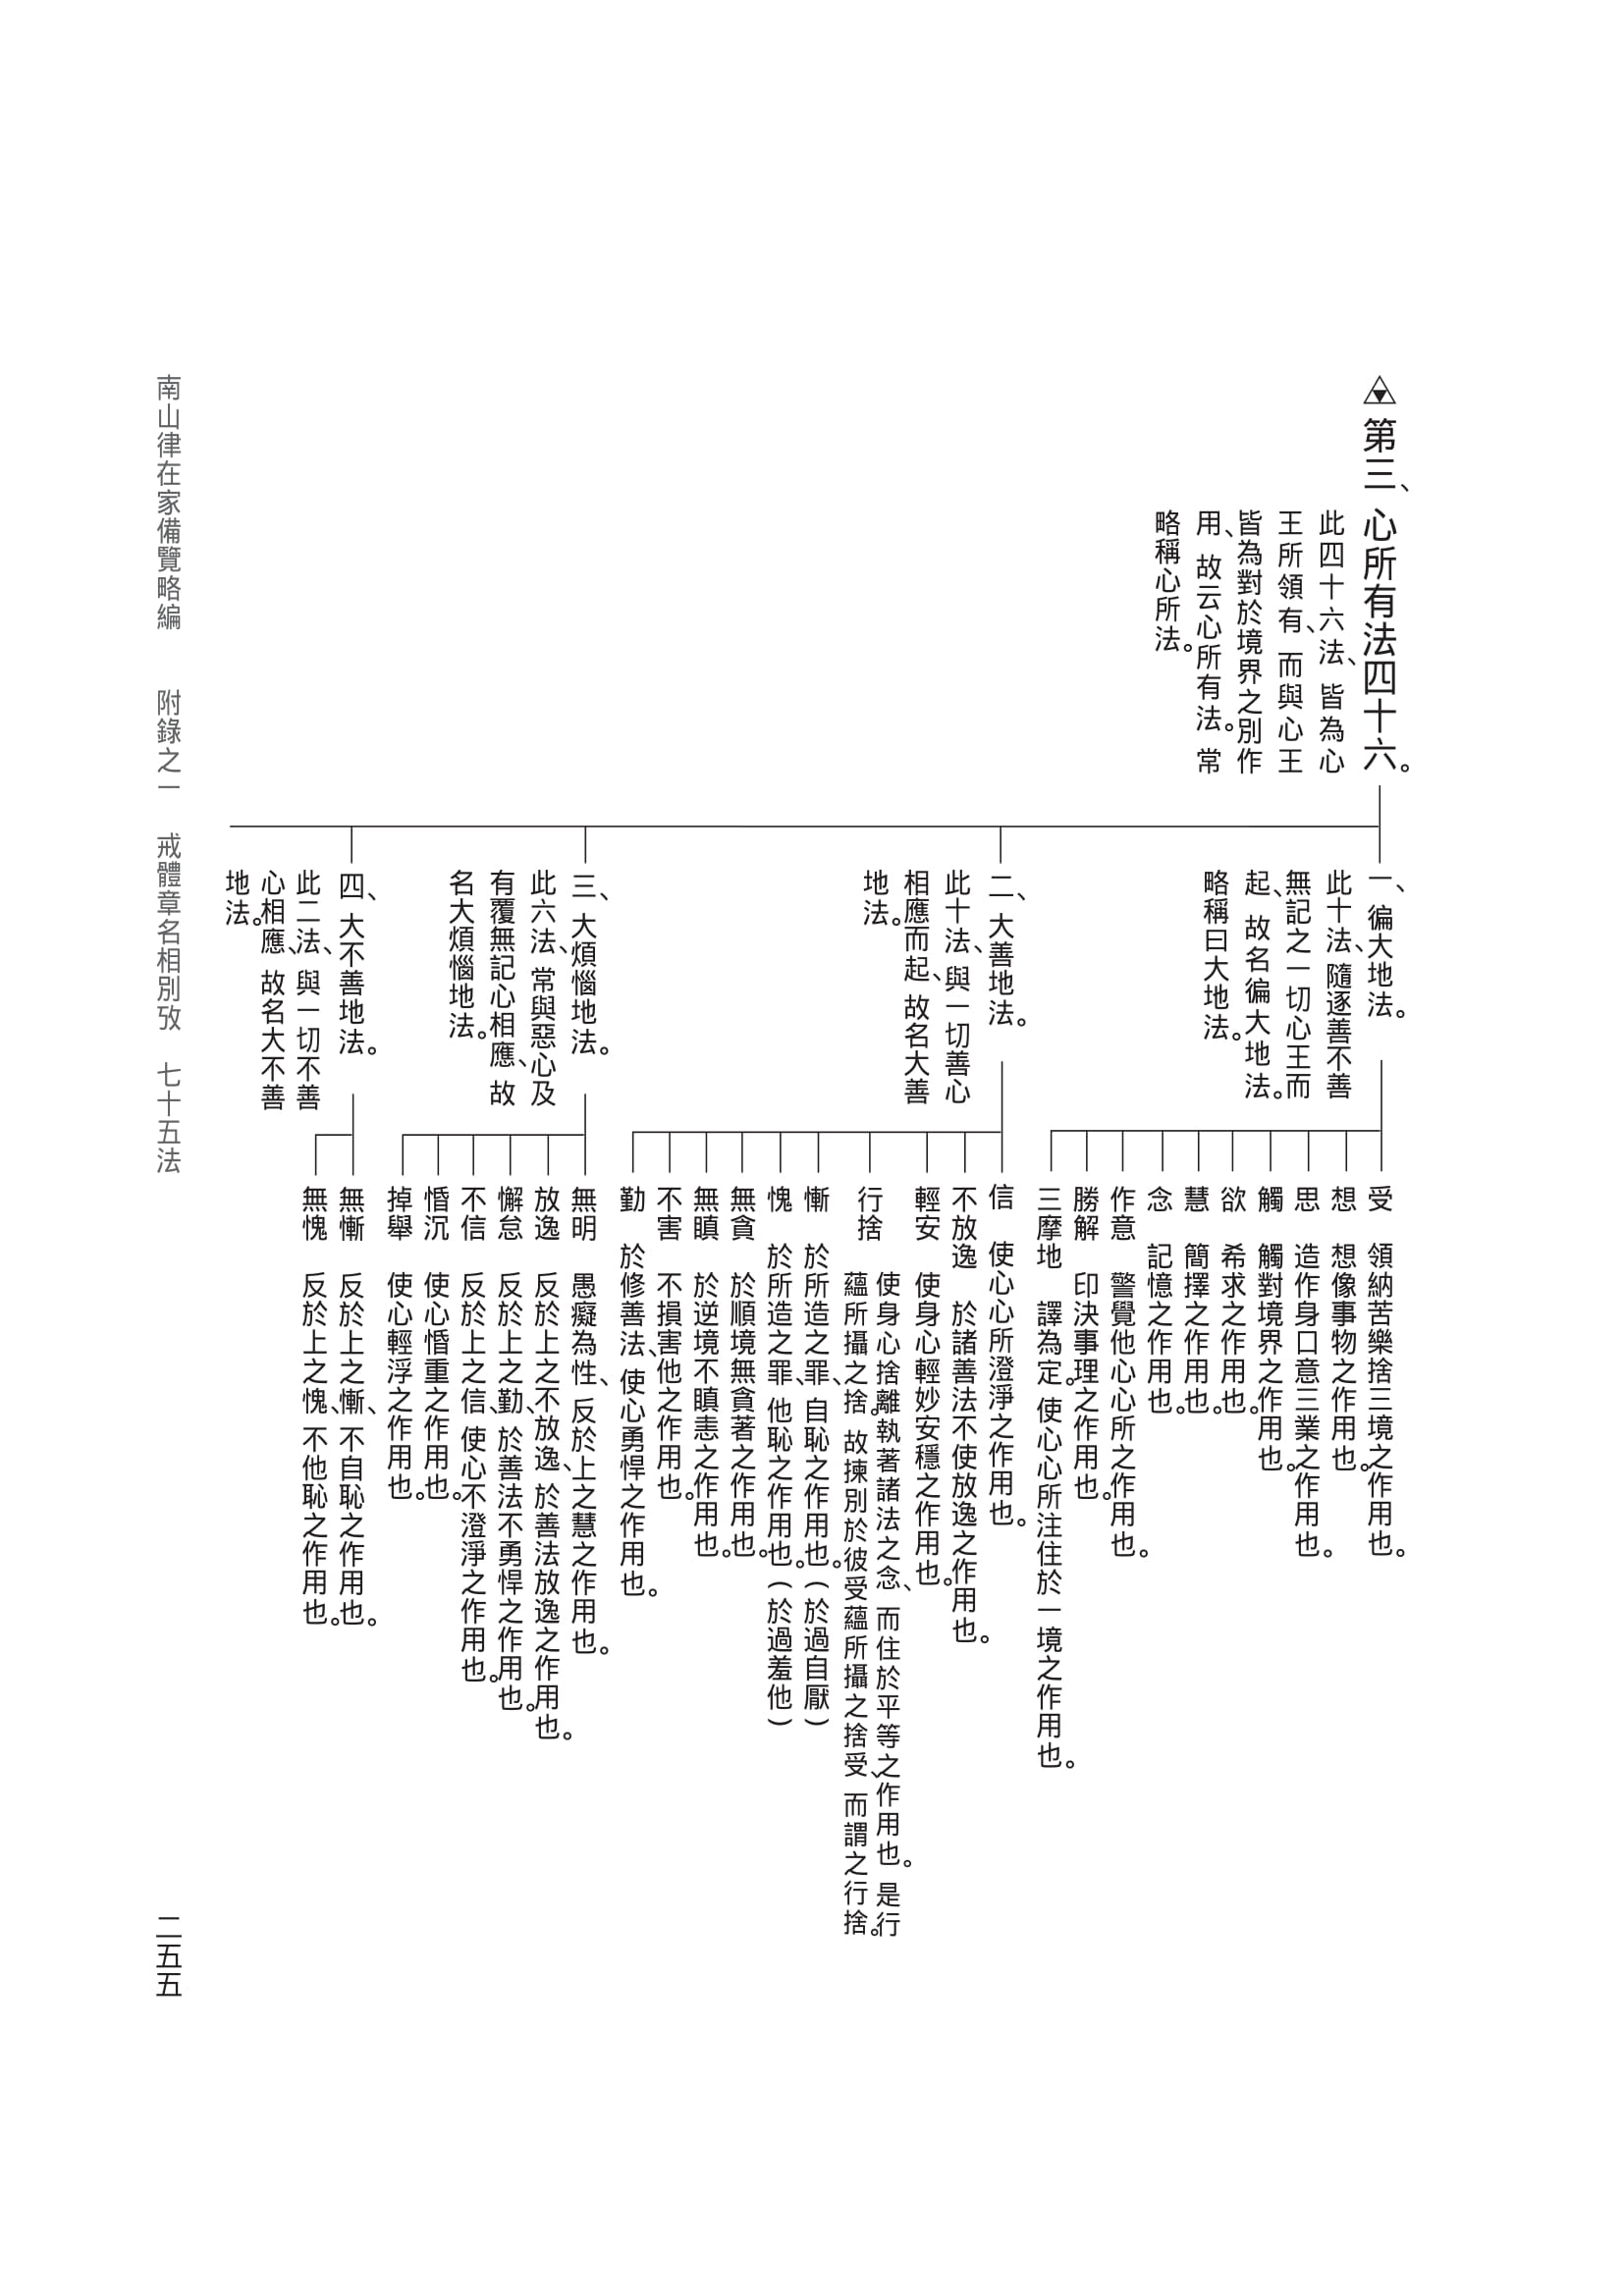 第三、心所有法四十六。
此四十六法、皆為心
王所領有、而與心王
皆為對於境界之別作
用、故云心所有法。常
略稱心所法。
一、徧大地法。
此十法、隨逐善不善
無記之一切心王而
起、故名徧大地法。
略稱曰大地法。
受 領納苦樂捨三境之作用也。
想 想像事物之作用也。
思 造作身口意三業之作用也。
觸 觸對境界之作用也。
欲 希求之作用也。
慧 簡擇之作用也。
念 記憶之作用也。
作意 警覺他心心所之作用也。
勝解 印決事理之作用也。
三摩地 譯為定。使心心所注住於一境之作用也。
二、大善地法。
此十法、與一切善心
相應而起、故名大善
地法。
信 使心心所澄淨之作用也。
不放逸 於諸善法不使放逸之作用也。
輕安 使身心輕妙安穩之作用也。
行捨 使身心捨離執著諸法之念、而住於平等之作用也。是行
蘊所攝之捨。故揀別於彼受蘊所攝之捨受、而謂之行捨。
慚 於所造之罪、自恥之作用也。(於過自厭)
愧 於所造之罪、他恥之作用也。(於過羞他)
無貪 於順境無貪著之作用也。
無瞋 於逆境不瞋恚之作用也。
不害 不損害他之作用也。
勤 於修善法、使心勇悍之作用也。
三、大煩惱地法。
此六法、常與惡心及
有覆無記心相應、故
名大煩惱地法。
無明 愚癡為性、反於上之慧之作用也。
放逸 反於上之不放逸、於善法放逸之作用也。
懈怠 反於上之勤、於善法不勇悍之作用也。
不信 反於上之信、使心不澄淨之作用也。
惛沉 使心惛重之作用也。
掉舉 使心輕浮之作用也。
四、大不善地法。
此二法、與一切不善
心相應、故名大不善
地法。
無慚 反於上之慚、不自恥之作用也。
無愧 反於上之愧、不他恥之作用也。
南山律在家備覽略編 附錄之一 戒體章名相別攷 七十五法
二五五